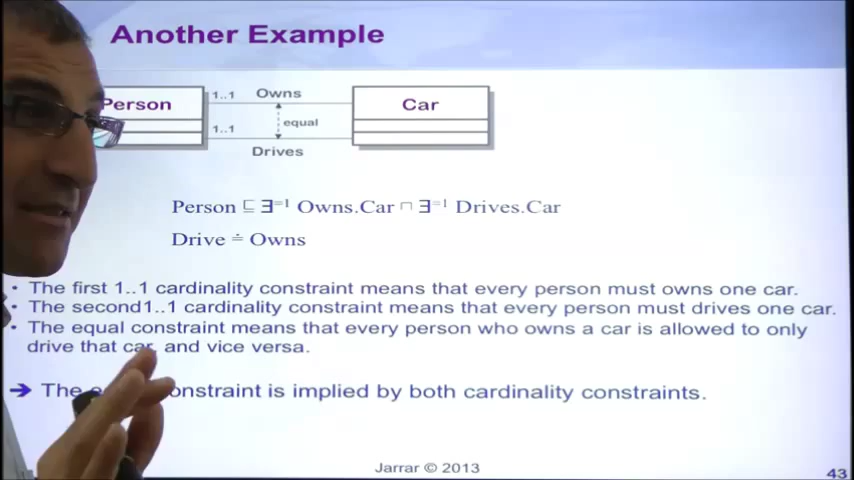 Another Example
Person 1..1 Owns Car
equal
1..1
Drives
Person ⊑ ∃⁼¹ Owns.Car ⊓ ∃⁼¹ Drives.Car
Drive ≐ Owns
• The first 1..1 cardinality constraint means that every person must owns one car.
• The second1..1 cardinality constraint means that every person must drives one car.
• The equal constraint means that every person who owns a car is allowed to only
drive that car, and vice versa.
➔ The constraint is implied by both cardinality constraints.
Jarrar © 2013
43